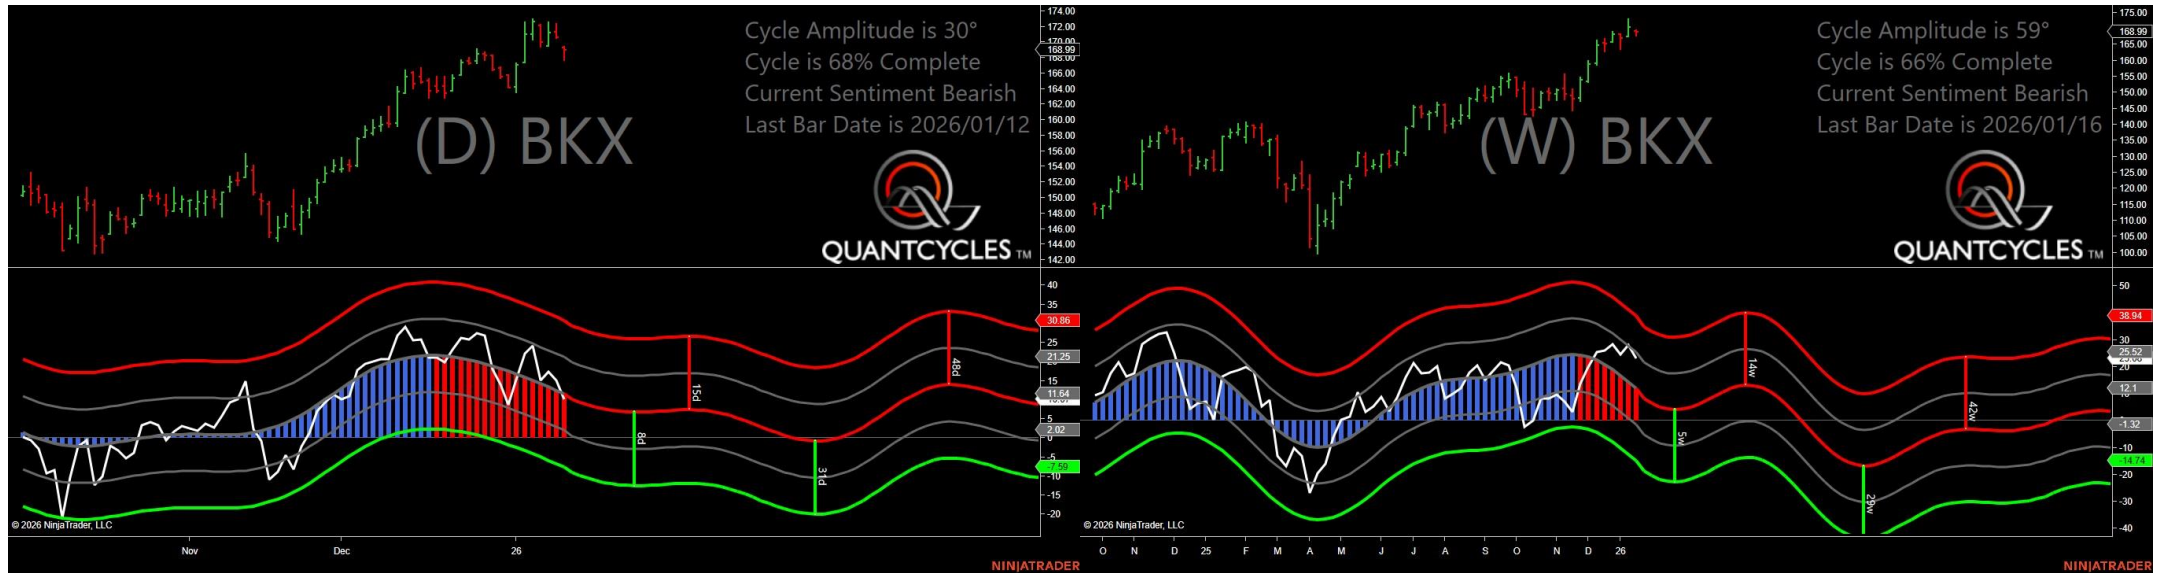 174.00
172.00
170.00
168.99
168.00
166.00
164.00
162.00
160.00
158.00
156.00
154.00
152.00
150.00
148.00
146.00
144.00
142.00
Cycle Amplitude is 30°
Cycle is 68% Complete
Current Sentiment Bearish
Last Bar Date is 2026/01/12
(D) BKX
QUANTCYCLES TM
40
35
30.86
25
21.25
15
11.64
5
2.02
0
-5
-7.59
-10
-15
-20
8d
15d
31d
48d
© 2026 NinjaTrader, LLC
Nov
Dec
26
NINJATRADER
175.00
168.99
165.00
160.00
155.00
150.00
145.00
140.00
135.00
130.00
125.00
120.00
115.00
110.00
105.00
100.00
Cycle Amplitude is 59°
Cycle is 66% Complete
Current Sentiment Bearish
Last Bar Date is 2026/01/16
(W) BKX
QUANTCYCLES TM
50
38.94
30
25.52
20
12.1
-1.32
-10
-14.74
-20
-30
-40
5w
14w
29w
42w
© 2026 NinjaTrader, LLC
O N D 25 F M A M J J A S O N D 26
NINJATRADER